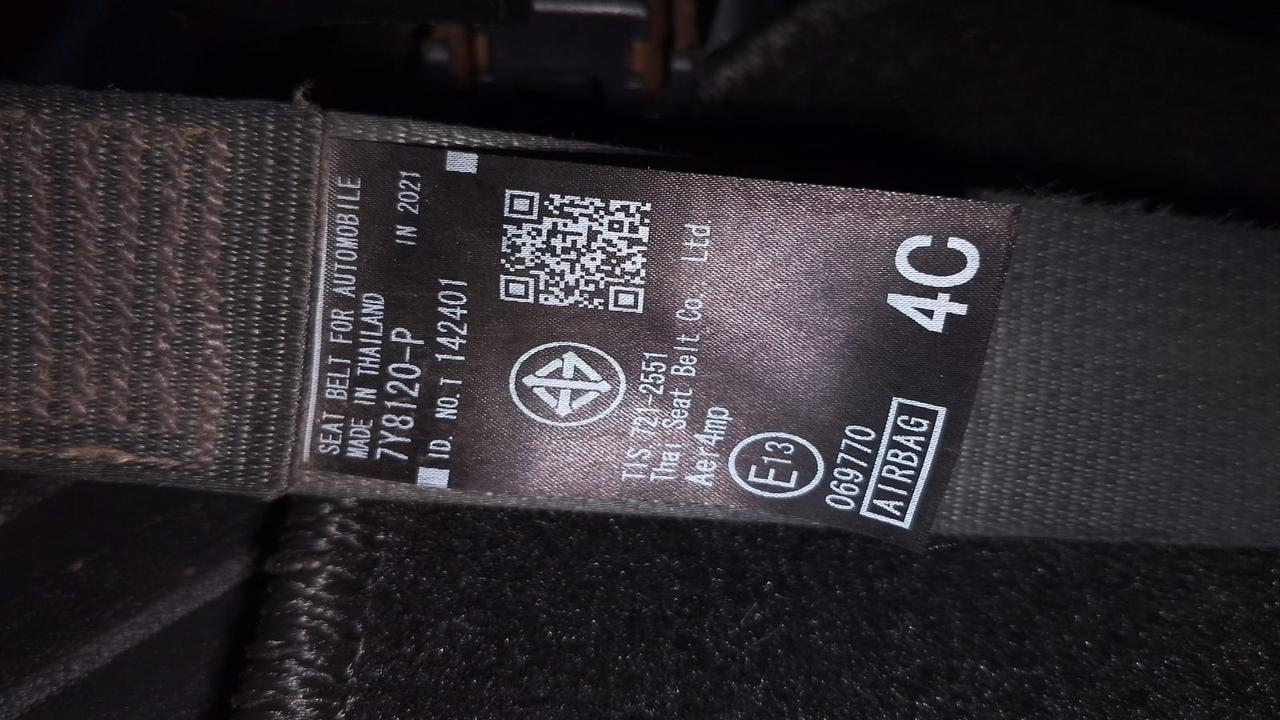 SEAT BELT FOR AUTOMOBILE
MADE IN THAILAND
7Y8120-P IN 2021
ID. NO. T 142401
TIS 721-2551
Thai Seat Belt Co., Ltd
Aer4mp
E13
069770
AIRBAG
4C